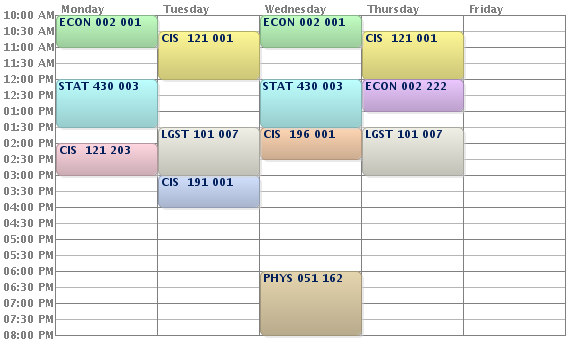 Monday Tuesday Wednesday Thursday Friday
10:00 AM ECON 002 001 ECON 002 001
10:30 AM CIS 121 001 CIS 121 001
11:00 AM
11:30 AM
12:00 PM STAT 430 003 STAT 430 003 ECON 002 222
12:30 PM
01:00 PM
01:30 PM LGST 101 007 CIS 196 001 LGST 101 007
02:00 PM CIS 121 203
02:30 PM
03:00 PM CIS 191 001
03:30 PM
04:00 PM
04:30 PM
05:00 PM
05:30 PM
06:00 PM PHYS 051 162
06:30 PM
07:00 PM
07:30 PM
08:00 PM